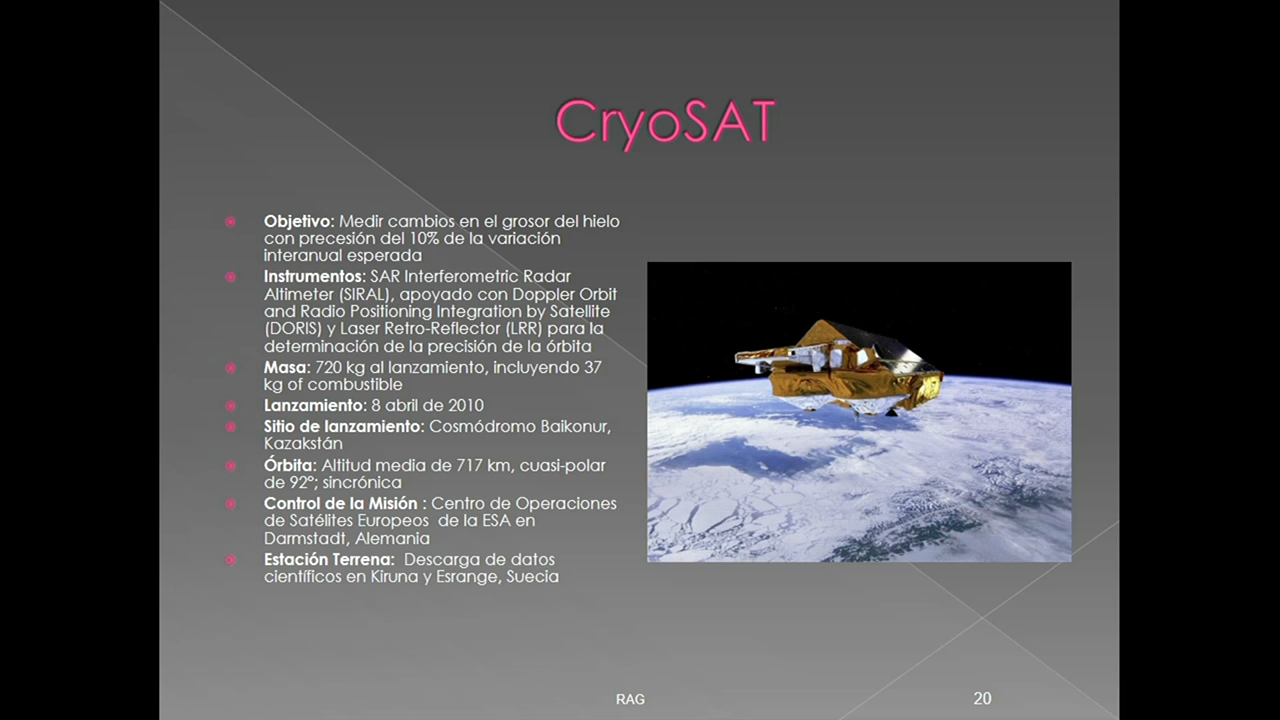 CryoSAT
Objetivo: Medir cambios en el grosor del hielo
con precesión del 10% de la variación
interanual esperada
Instrumentos: SAR Interferometric Radar
Altimeter (SIRAL), apoyado con Doppler Orbit
and Radio Positioning Integration by Satellite
(DORIS) y Laser Retro-Reflector (LRR) para la
determinación de la precisión de la órbita
Masa: 720 kg al lanzamiento, incluyendo 37
kg of combustible
Lanzamiento: 8 abril de 2010
Sitio de lanzamiento: Cosmódromo Baikonur,
Kazakstán
Órbita: Altitud media de 717 km, cuasi-polar
de 92°; sincrónica
Control de la Misión : Centro de Operaciones
de Satélites Europeos de la ESA en
Darmstadt, Alemania
Estación Terrena: Descarga de datos
científicos en Kiruna y Esrange, Suecia
RAG
20